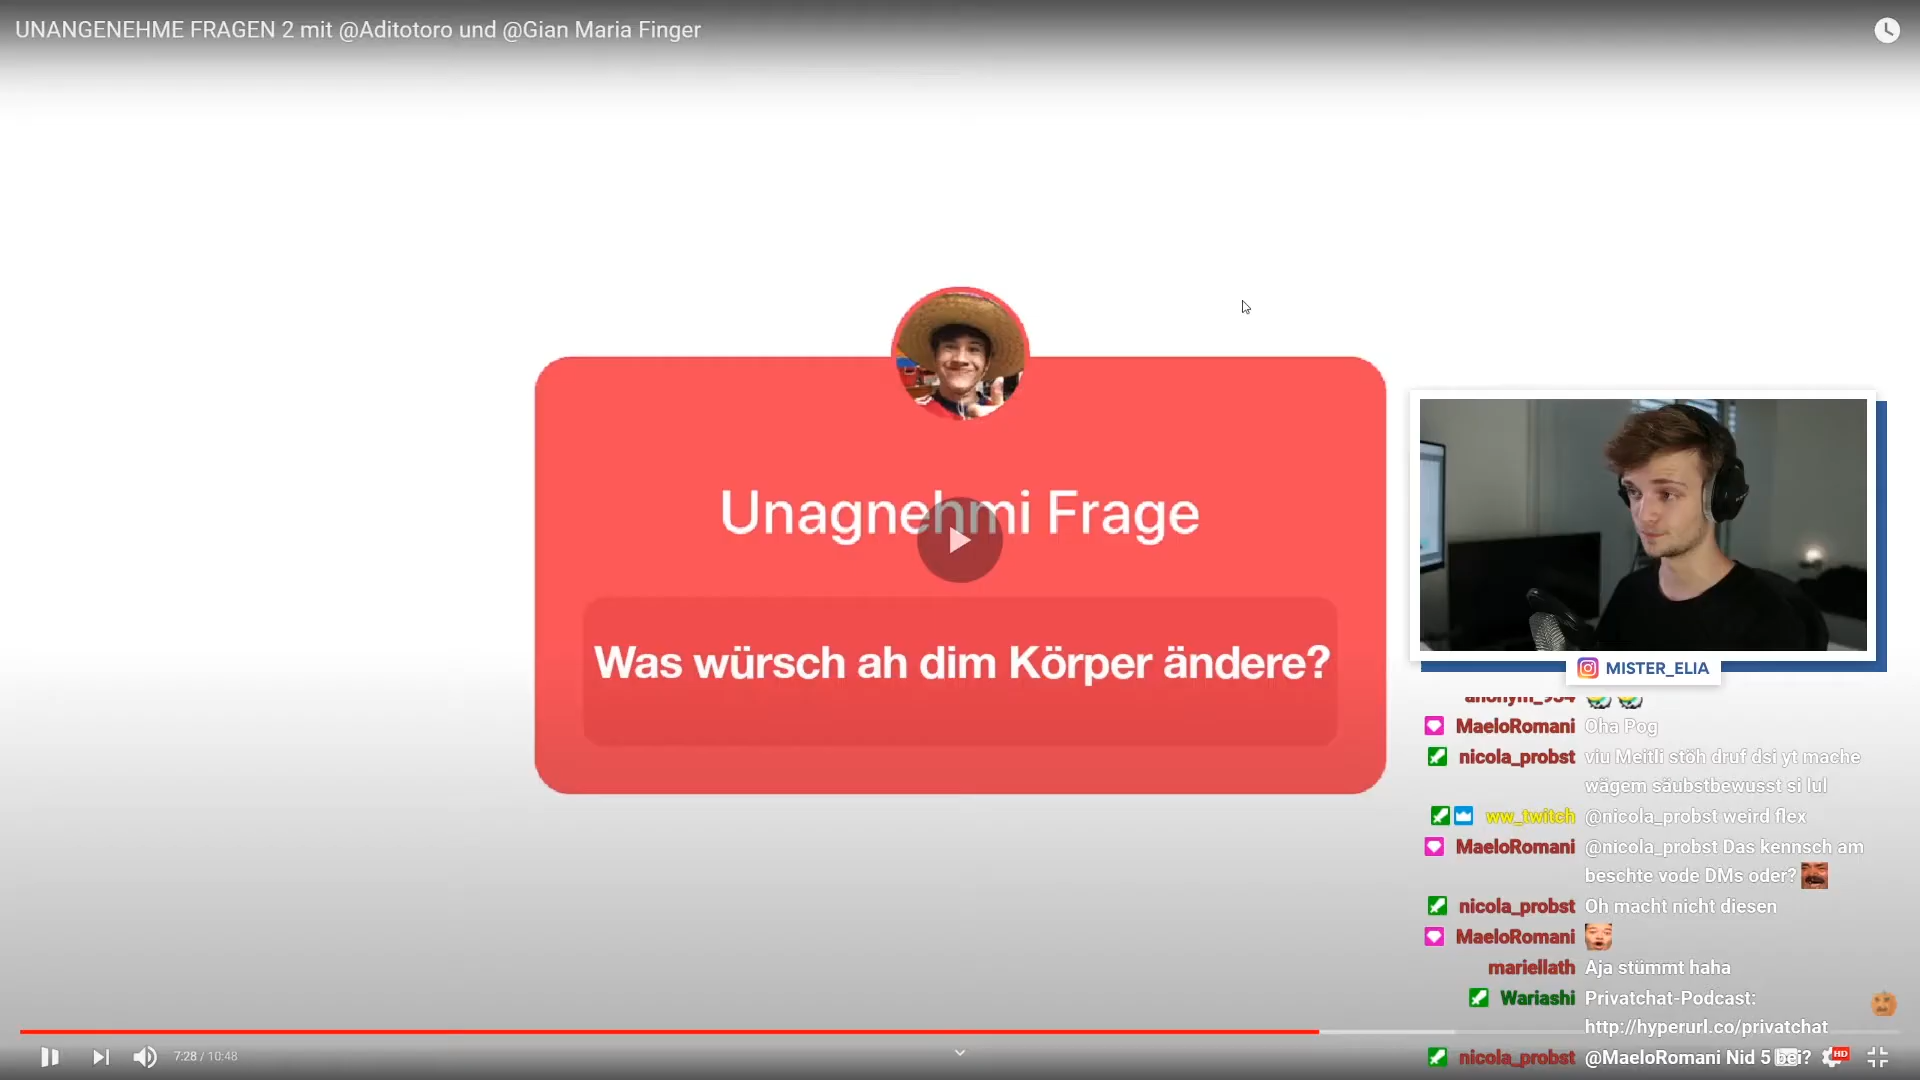 UNANGENEHME FRAGEN 2 mit @Aditotoro und @Gian Maria Finger
Unagnehmi Frage
Was würsch ah dim Körper ändere?
MISTER_ELIA
MaeloRomani Oha Pog
nicola_probst viu Meitli stöh druf dsi yt mache
wägem säubstbewusst si lul
ww_twitch @nicola_probst weird flex
MaeloRomani @nicola_probst Das kennsch am
beschte vode DMs oder?
nicola_probst Oh macht nicht diesen
MaeloRomani
mariellath Aja stümmt haha
Wariashi Privatchat-Podcast:
http://hyperurl.co/privatchat
nicola_probst @MaeloRomani Nid 5 bei?
7:28 / 10:48
HD